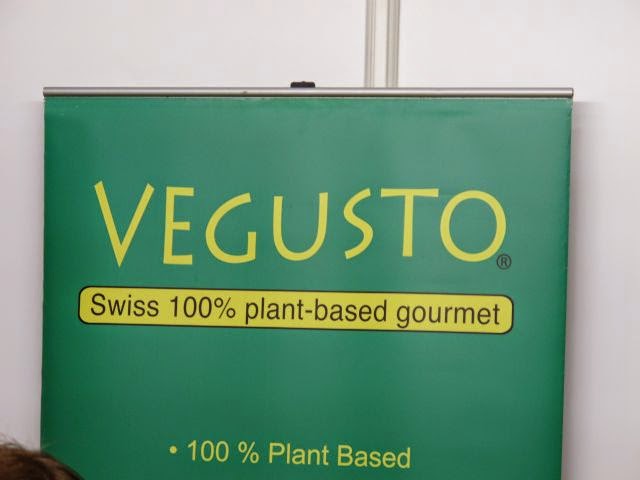 VEGUSTO®
Swiss 100% plant-based gourmet
• 100 % Plant Based